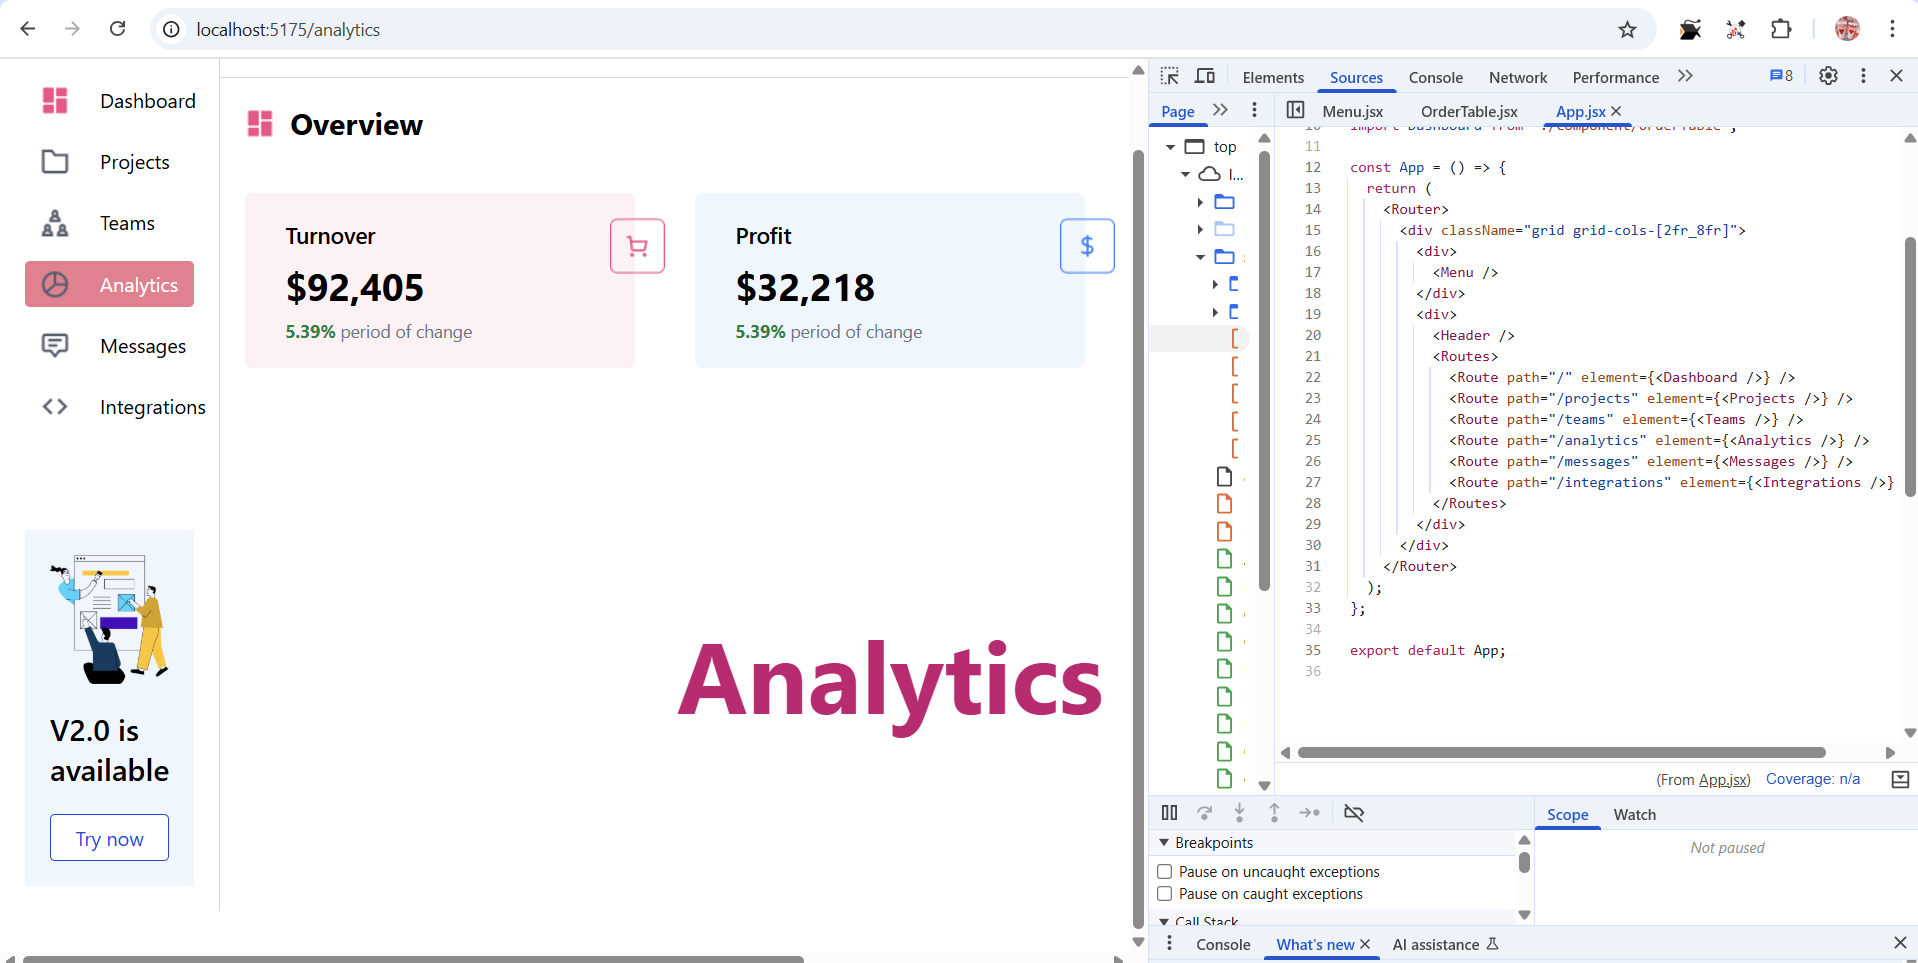 localhost:5175/analytics
Dashboard
Projects
Teams
Analytics
Messages
Integrations
V2.0 is
available
Try now
Overview
Turnover
$92,405
5.39% period of change
Profit
$
$32,218
5.39% period of change
Analytics
Elements Sources Console Network Performance 8
Page
top
l...
Menu.jsx OrderTable.jsx App.jsx
10 import Dashboard from "./component/OrderTable";
11
12 const App = () => {
13 return (
14 <Router>
15 <div className="grid grid-cols-[2fr_8fr]">
16 <div>
17 <Menu />
18 </div>
19 <div>
20 <Header />
21 <Routes>
22 <Route path="/" element={<Dashboard />} />
23 <Route path="/projects" element={<Projects />} />
24 <Route path="/teams" element={<Teams />} />
25 <Route path="/analytics" element={<Analytics />} />
26 <Route path="/messages" element={<Messages />} />
27 <Route path="/integrations" element={<Integrations />}
28 </Routes>
29 </div>
30 </div>
31 </Router>
32 );
33 };
34
35 export default App;
36
(From App.jsx) Coverage: n/a
Breakpoints
Pause on uncaught exceptions
Pause on caught exceptions
Call Stack
Scope Watch
Not paused
Console What's new AI assistance